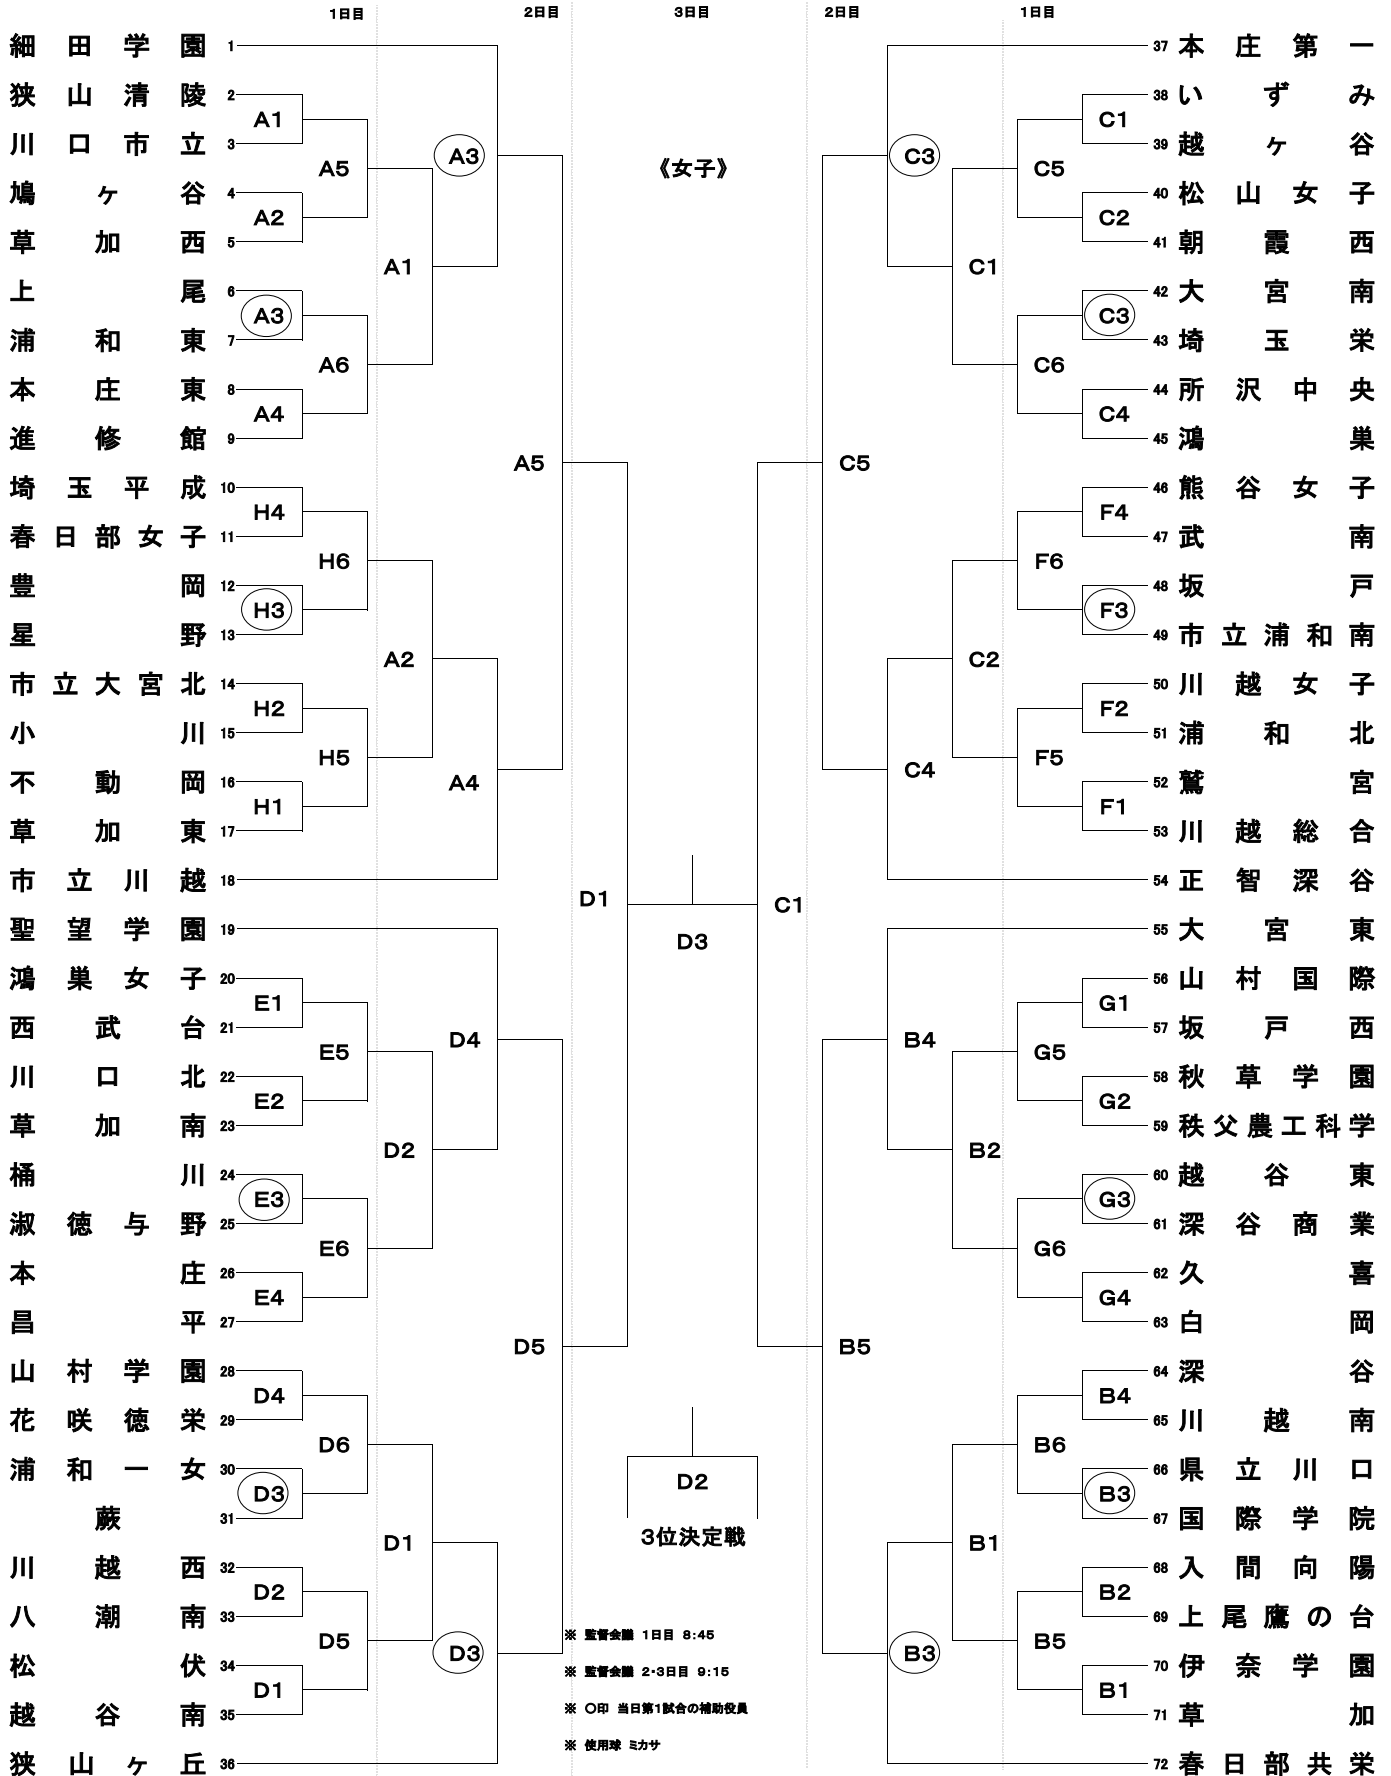 1日目 2日目 3日目 2日目 1日目
細田学園 1 37 本庄第一
狭山清陵 2 38 いずみ
A1 C1
川口市立 3 A3 《女子》 C3 39 越ヶ谷
A5 C5
鳩ヶ谷 4 40 松山女子
A2 C2
草加西 5 41 朝霞西
A1 C1
上尾 6 42 大宮南
A3 C3
浦和東 7 43 埼玉栄
A6 C6
本庄東 8 44 所沢中央
A4 C4
進修館 9 45 鴻巣
A5 C5
埼玉平成 10 46 熊谷女子
H4 F4
春日部女子 11 47 武南
H6 F6
豊岡 12 48 坂戸
H3 F3
星野 13 49 市立浦和南
A2 C2
市立大宮北 14 50 川越女子
H2 F2
小川 15 51 浦和北
H5 F5
不動岡 16 A4 C4 52 鷲宮
H1 F1
草加東 17 53 川越総合
市立川越 18 54 正智深谷
D1 C1
聖望学園 19 D3 55 大宮東
鴻巣女子 20 56 山村国際
E1 G1
西武台 21 57 坂戸西
E5 D4 B4 G5
川口北 22 58 秋草学園
E2 G2
草加南 23 59 秩父農工科学
D2 B2
桶川 24 60 越谷東
E3 G3
淑徳与野 25 61 深谷商業
E6 G6
本庄 26 62 久喜
E4 G4
昌平 27 63 白岡
D5 B5
山村学園 28 64 深谷
D4 B4
花咲徳栄 29 65 川越南
D6 B6
浦和一女 30 66 県立川口
D3 D2 B3
蕨 31 67 国際学院
D1 3位決定戦 B1
川越西 32 68 入間向陽
D2 B2
八潮南 33 69 上尾鷹の台
D5 ※ 監督会議 1日目 8:45 B5
松伏 34 D3 B3 70 伊奈学園
※ 監督会議 2・3日目 9:15
D1 B1
越谷南 35 ※ ○印 当日第1試合の補助役員 71 草加
※ 使用球 ミカサ
狭山ヶ丘 36 72 春日部共栄